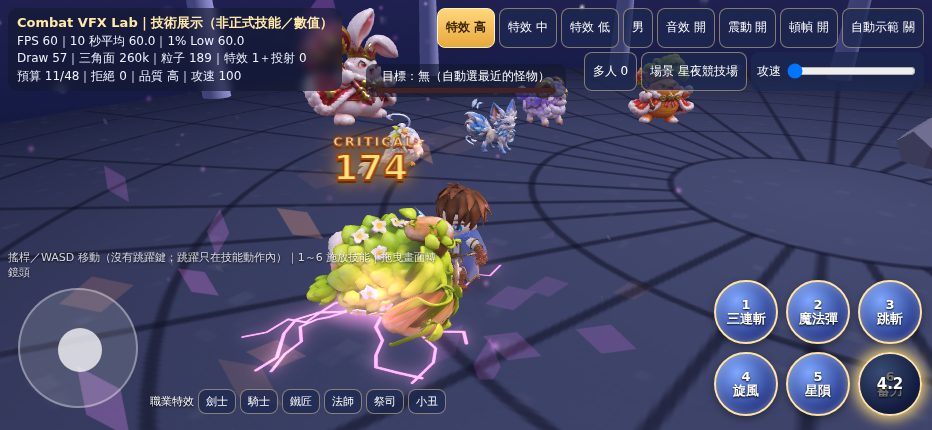 Combat VFX Lab｜技術展示（非正式技能／數值）
FPS 60｜10 秒平均 60.0｜1% Low 60.0
Draw 57｜三角面 260k｜粒子 189｜特效 1＋投射 0
預算 11/48｜拒絕 0｜品質 高｜攻速 100
特效 高
特效 中
特效 低
男
音效 開
震動 開
頓幀 開
自動示範 關
多人 0
場景 星夜競技場
攻速
目標：無（自動選最近的怪物）
CRITICAL
174
搖桿／WASD 移動（沒有跳躍鍵；跳躍只在技能動作內）｜1～6 施放技能｜拖曳畫面轉
鏡頭
1
三連斬
2
魔法彈
3
跳斬
4
旋風
5
星隕
6
4.2
職業特效
劍士
騎士
鐵匠
法師
祭司
小丑